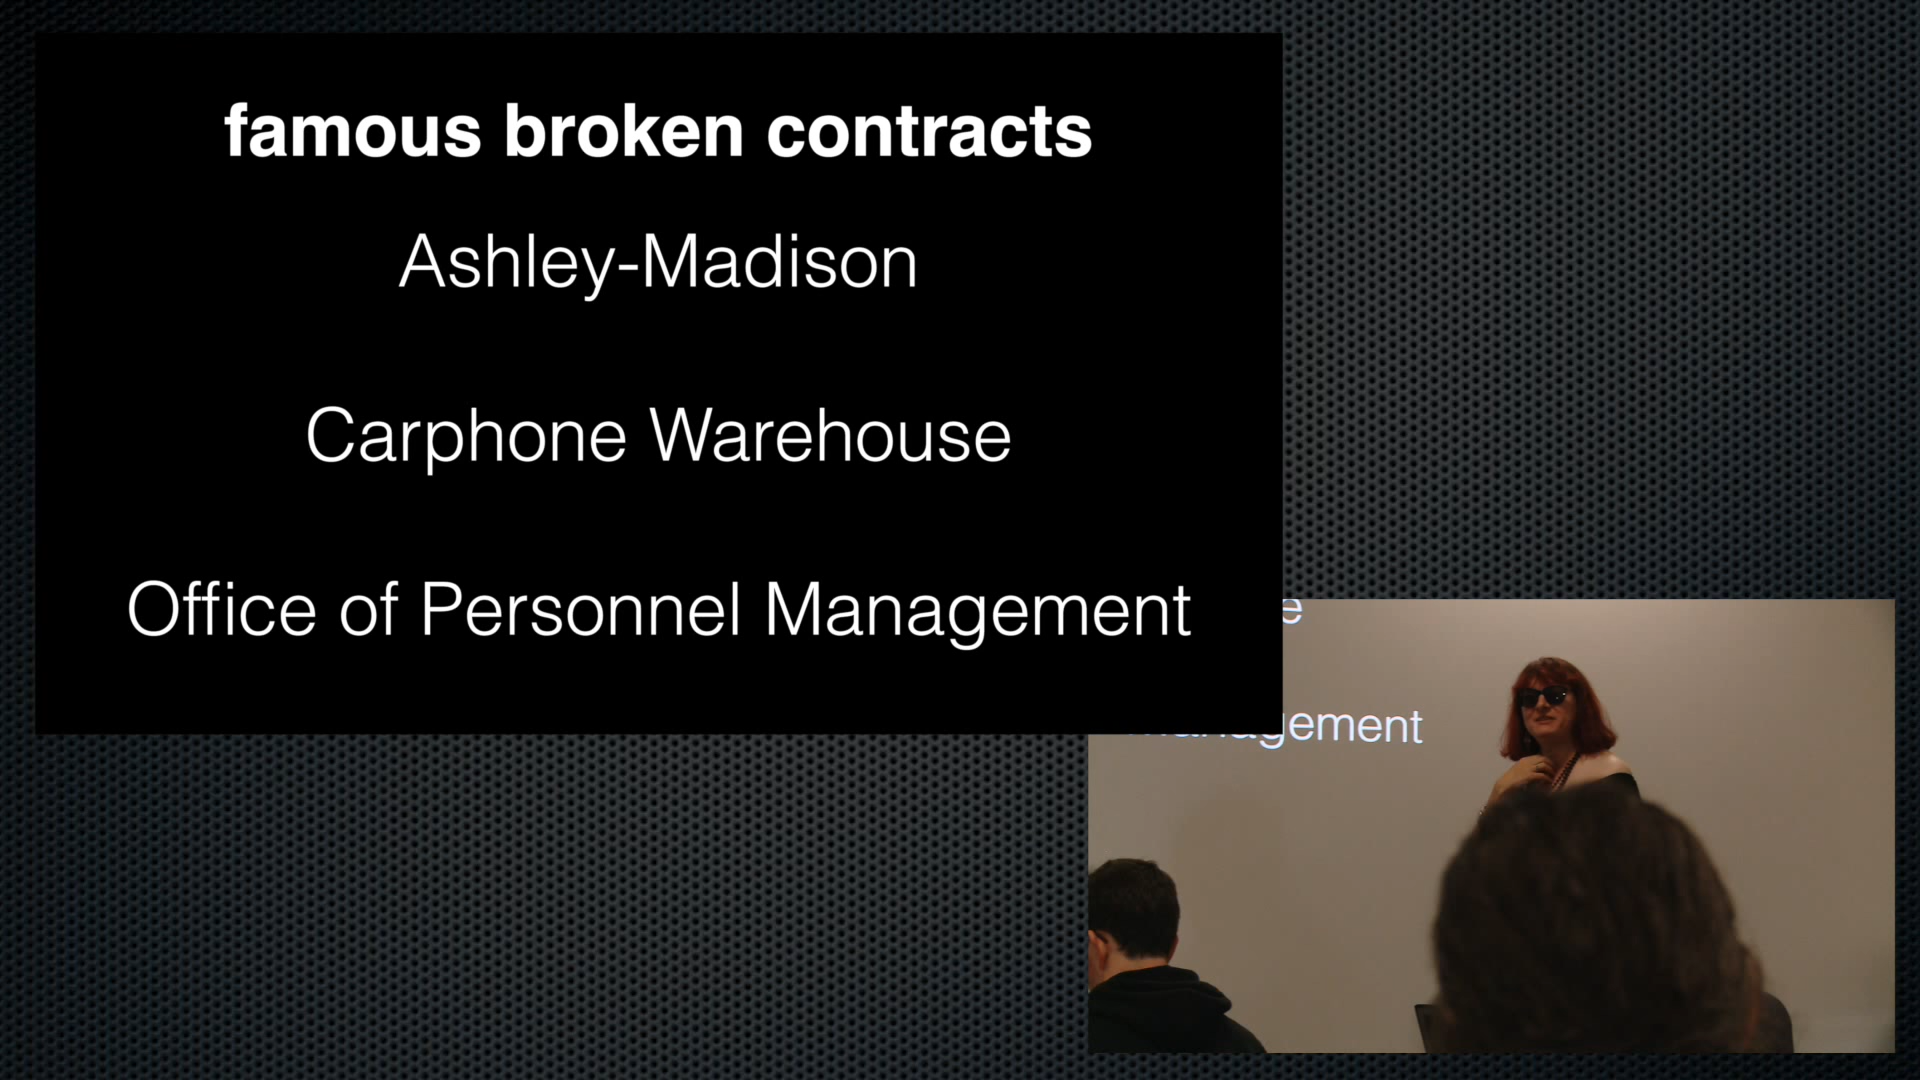 famous broken contracts
Ashley-Madison
Carphone Warehouse
Office of Personnel Management